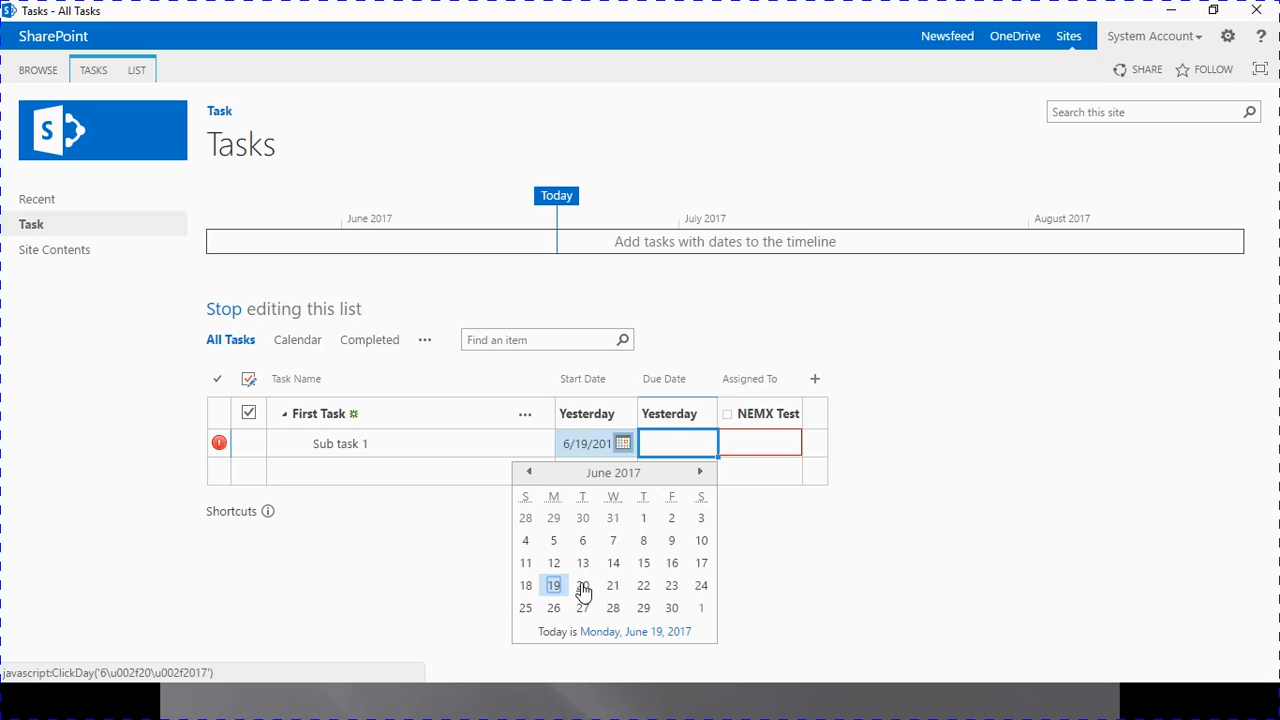 Tasks - All Tasks
SharePoint
Newsfeed OneDrive Sites System Account ?
BROWSE TASKS LIST
SHARE FOLLOW
S
Task
Search this site
Tasks
Recent
Task
Site Contents
Today
June 2017 July 2017 August 2017
Add tasks with dates to the timeline
Stop editing this list
All Tasks Calendar Completed ••• Find an item
Task Name Start Date Due Date Assigned To +
First Task ••• Yesterday Yesterday NEMX Test
Sub task 1 6/19/201
June 2017
S M T W T F S
28 29 30 31 1 2 3
4 5 6 7 8 9 10
11 12 13 14 15 16 17
18 19 20 21 22 23 24
25 26 27 28 29 30 1
Today is Monday, June 19, 2017
Shortcuts
javascript:ClickDay('6\u002f20\u002f2017')